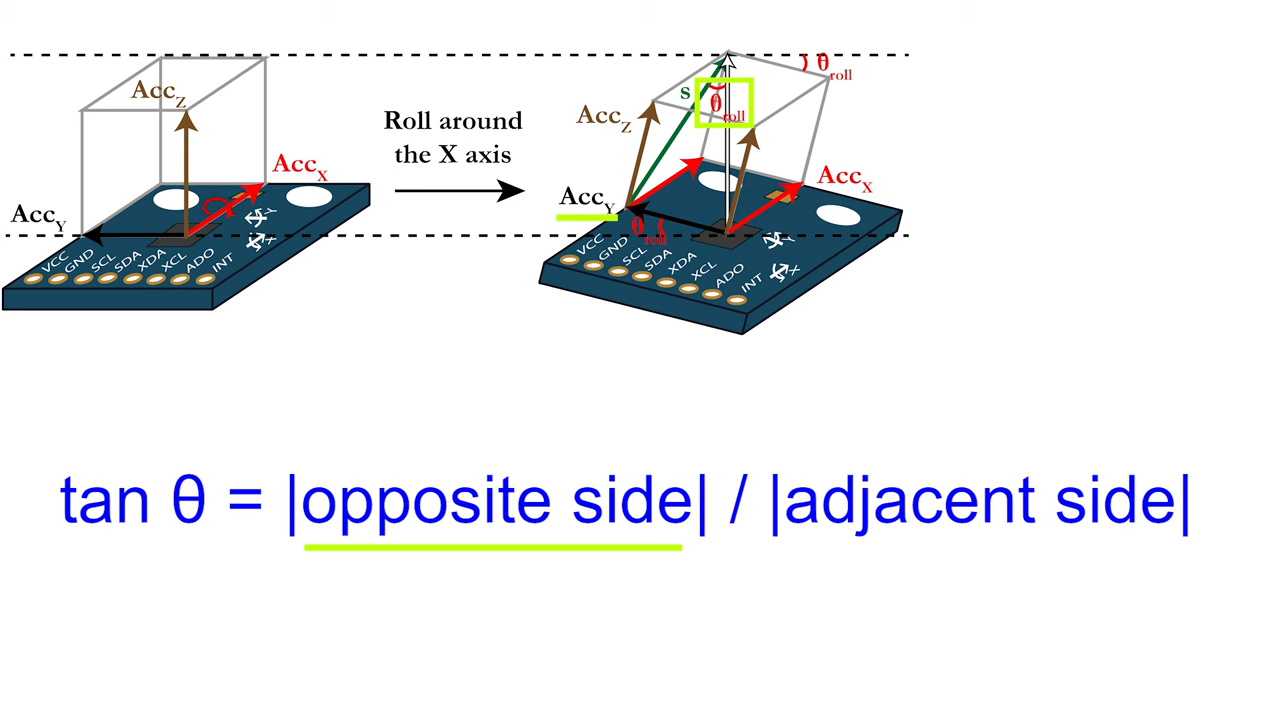 AccZ
AccX
AccY
VCC
GND
SCL
SDA
XDA
XCL
ADO
INT
Y
X
Roll around
the X axis
θroll
s
θroll
AccZ
AccX
AccY
θroll
VCC
GND
SCL
SDA
XDA
XCL
ADO
INT
Y
X
tan θ = |opposite side| / |adjacent side|